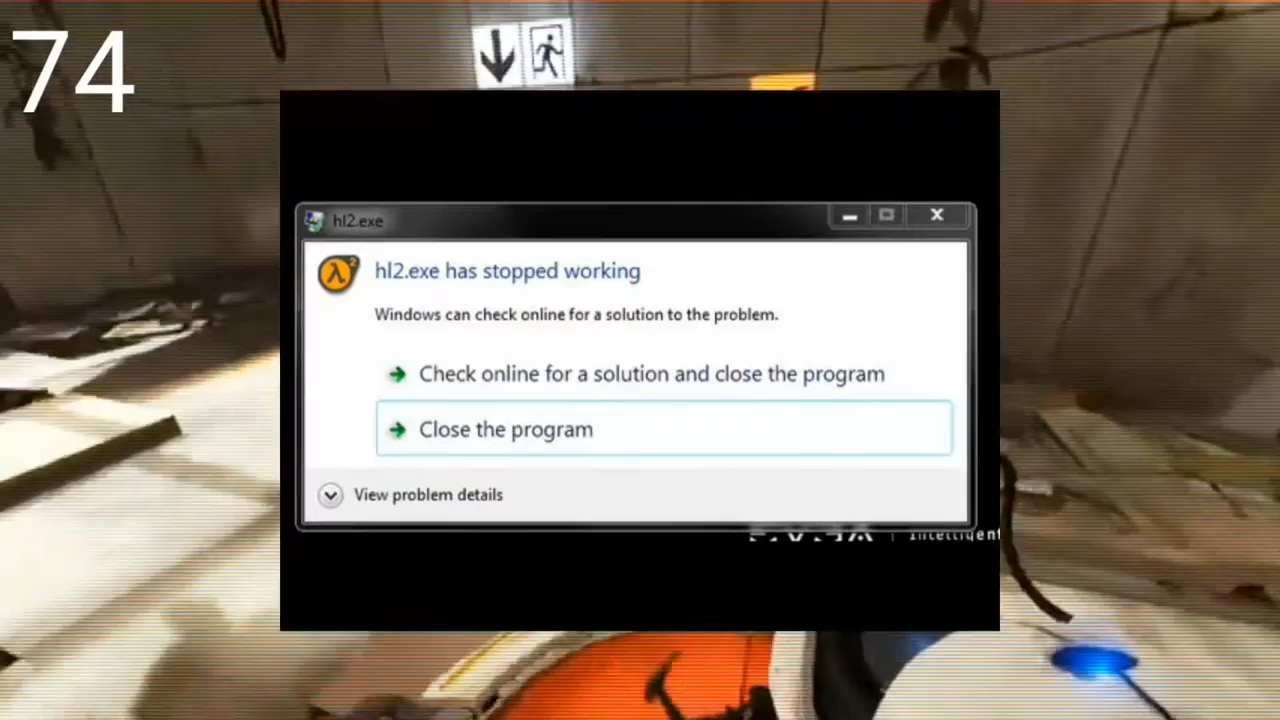 74
hl2.exe
hl2.exe has stopped working
Windows can check online for a solution to the problem.
Check online for a solution and close the program
Close the program
View problem details
Intelligent